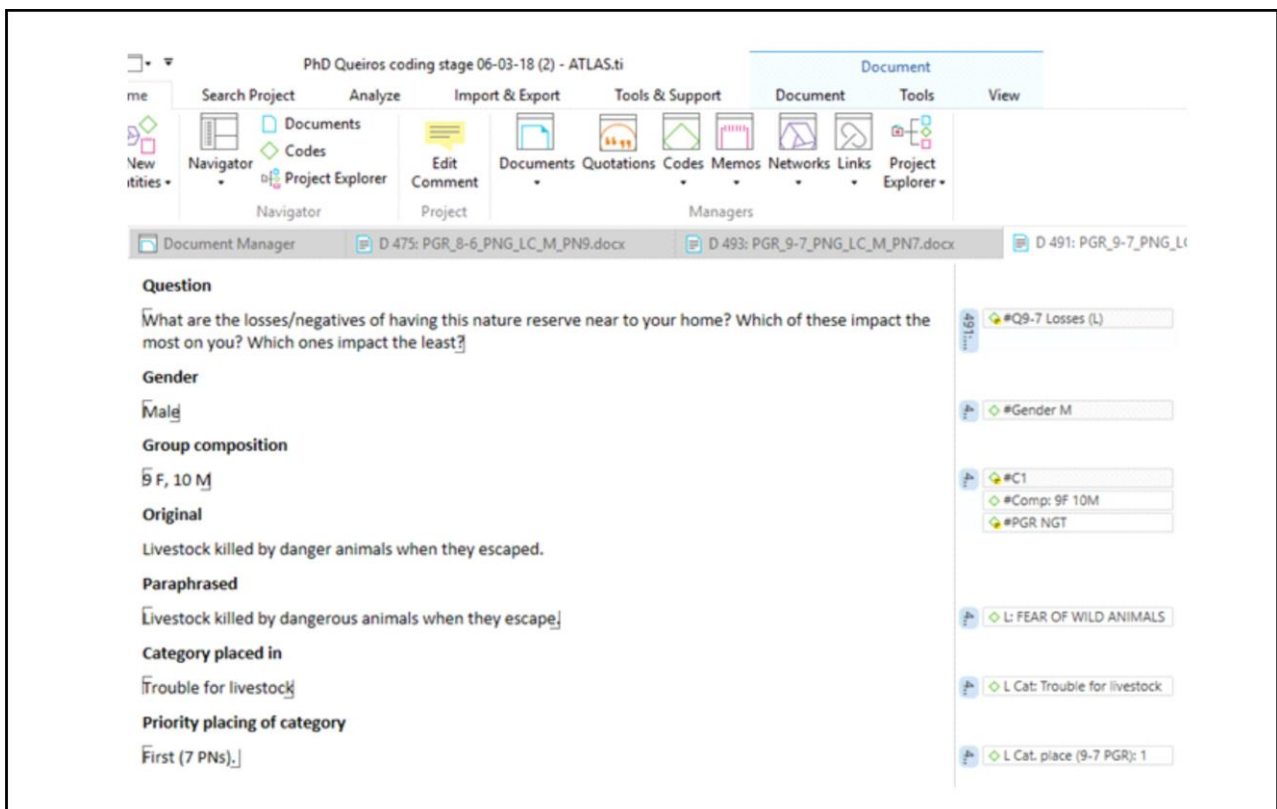 PhD Queiros coding stage 06-03-18 (2) - ATLAS.ti
Document
me Search Project Analyze Import & Export Tools & Support Document Tools View
New
tities
Navigator
Documents
Codes
Project Explorer
Edit
Comment
Documents Quotations Codes Memos Networks Links Project
Explorer
Navigator Project Managers
Document Manager D 475: PGR_8-6_PNG_LC_M_PN9.docx D 493: PGR_9-7_PNG_LC_M_PN7.docx D 491: PGR_9-7_PNG_L
Question
What are the losses/negatives of having this nature reserve near to your home? Which of these impact the
most on you? Which ones impact the least?
491:... #Q9-7 Losses (L)
Gender
Male
4... #Gender M
Group composition
9 F, 10 M
4... #C1
#Comp: 9F 10M
#PGR NGT
Original
Livestock killed by danger animals when they escaped.
Paraphrased
Livestock killed by dangerous animals when they escape.
4... L: FEAR OF WILD ANIMALS
Category placed in
Trouble for livestock
4... L Cat: Trouble for livestock
Priority placing of category
First (7 PNs).
4... L Cat. place (9-7 PGR): 1